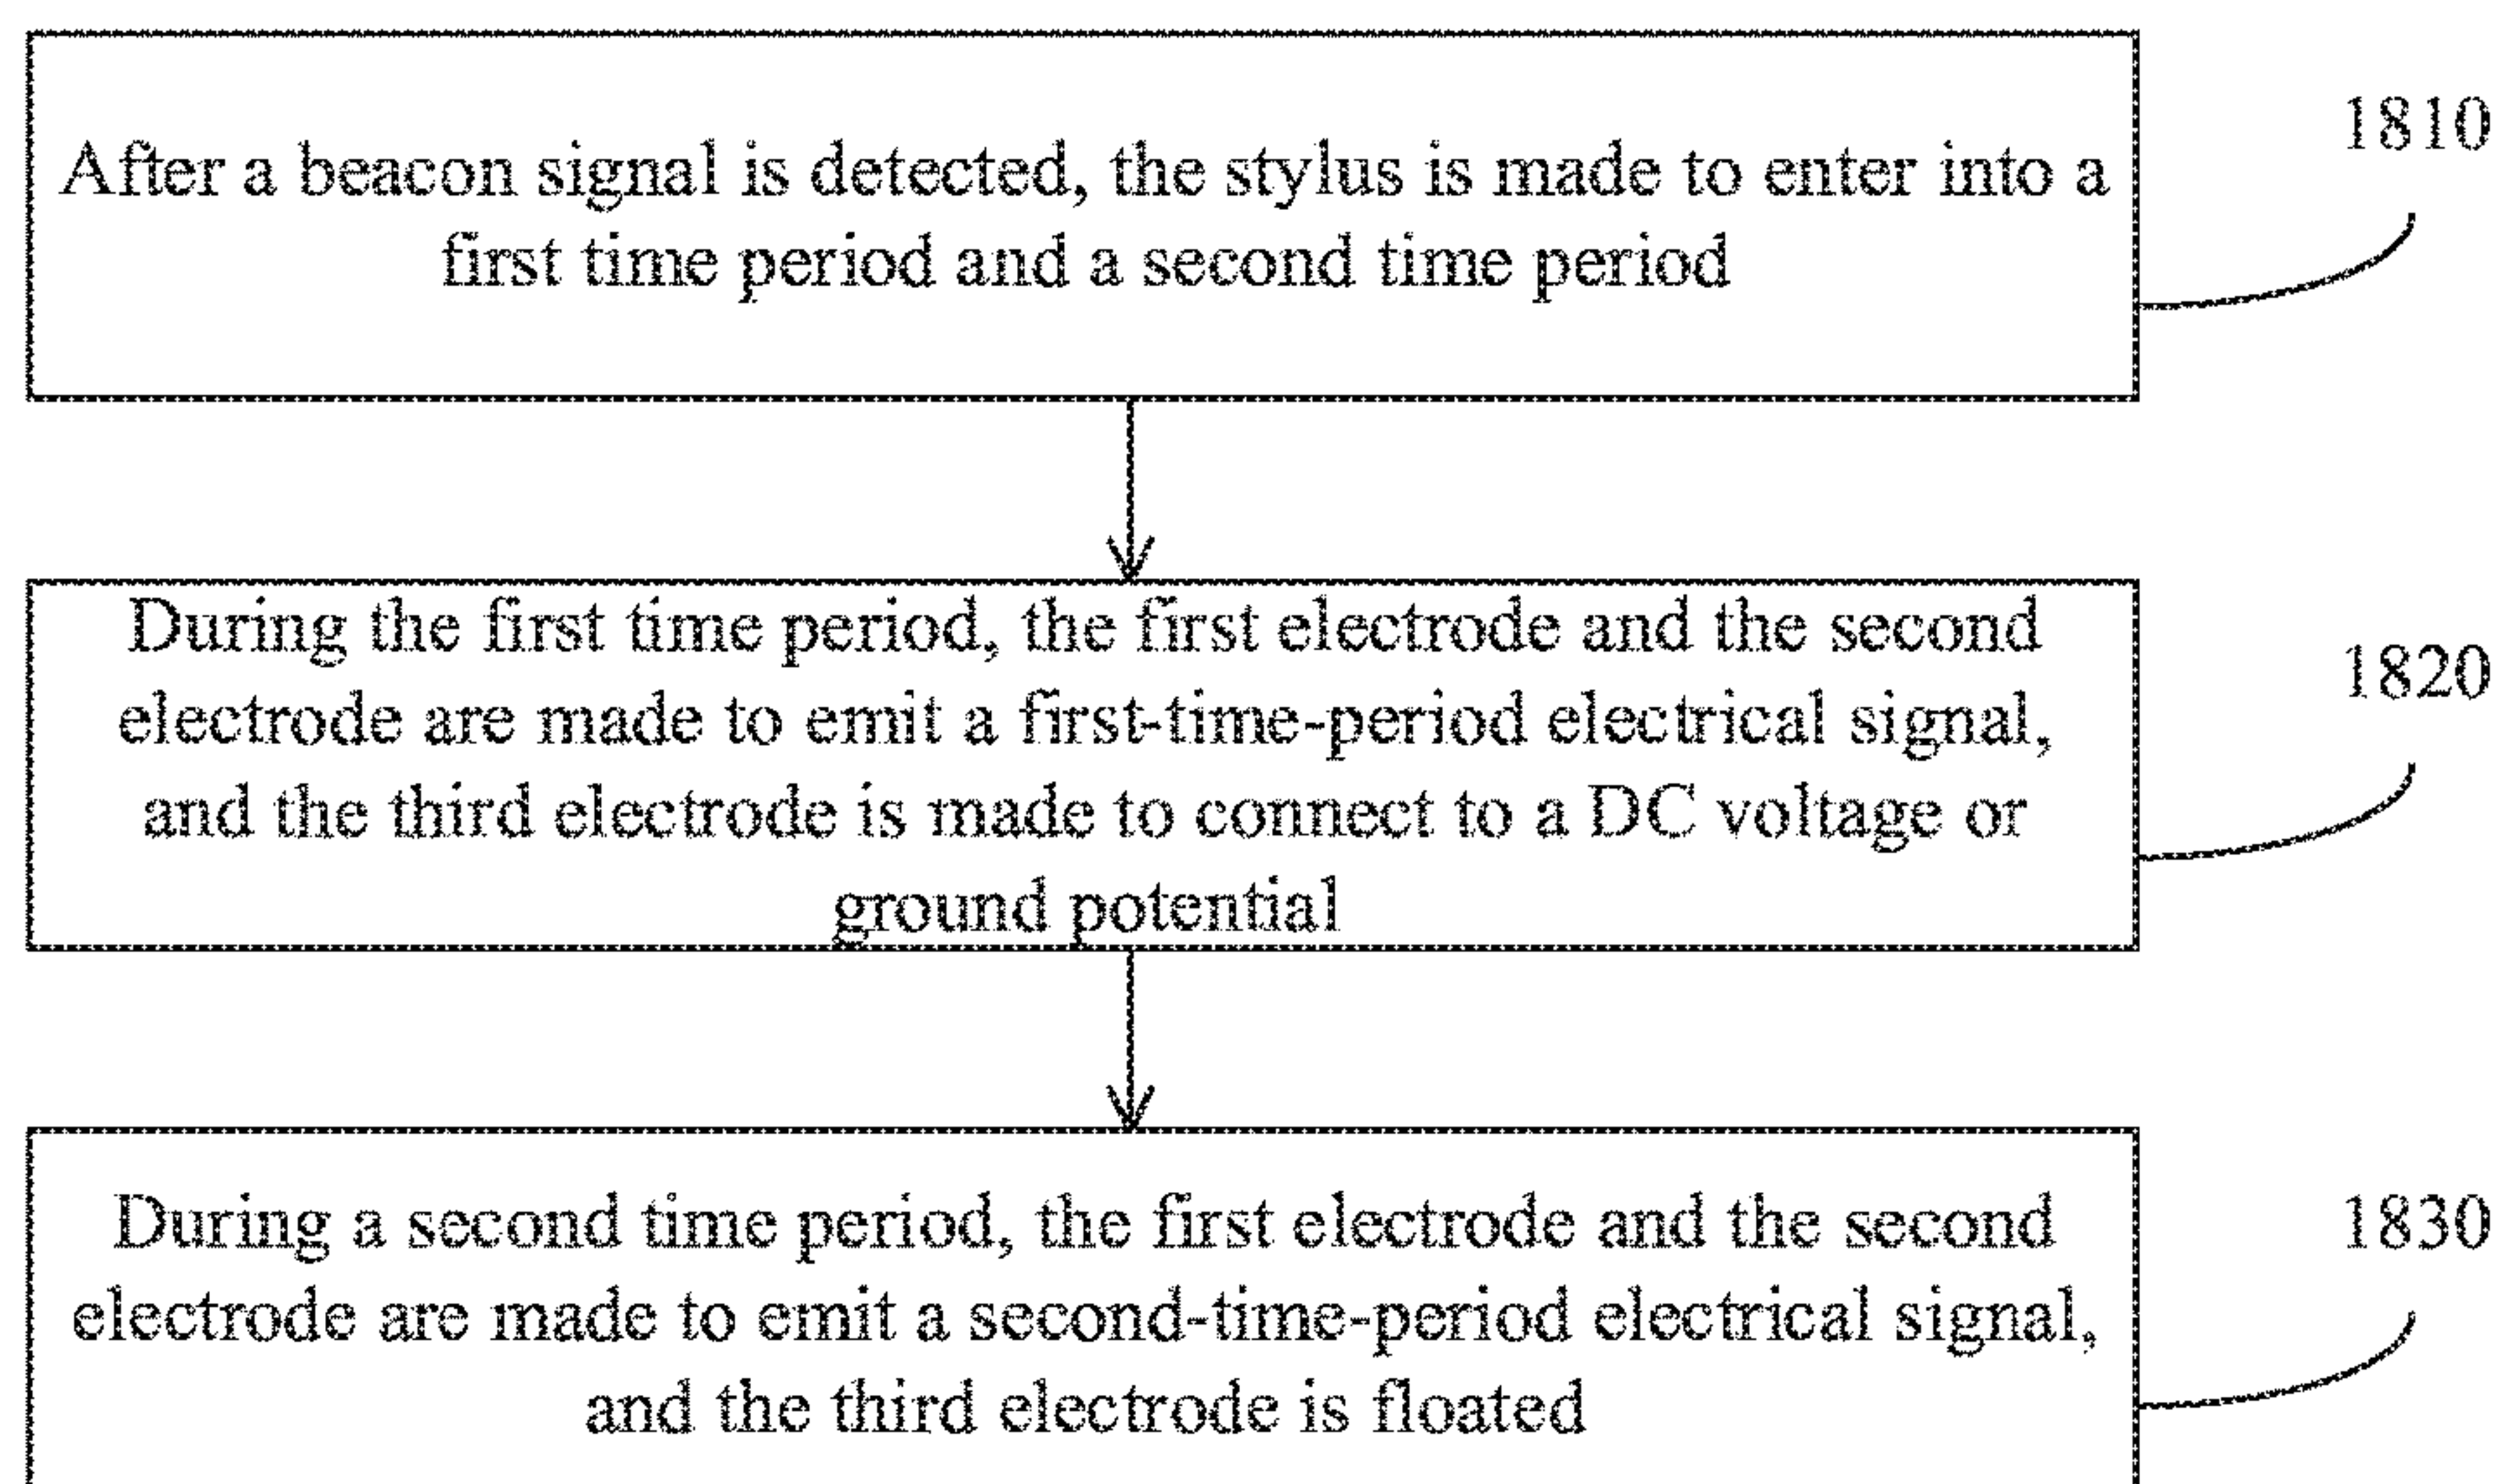 After a beacon signal is detected, the stylus is made to enter into a
first time period and a second time period
1810
During the first time period, the first electrode and the second
electrode are made to emit a first-time-period electrical signal,
and the third electrode is made to connect to a DC voltage or
ground potential
1820
During a second time period, the first electrode and the second
electrode are made to emit a second-time-period electrical signal,
and the third electrode is floated
1830